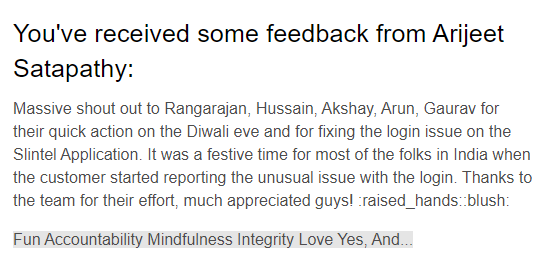 You've received some feedback from Arijeet
Satapathy:
Massive shout out to Rangarajan, Hussain, Akshay, Arun, Gaurav for
their quick action on the Diwali eve and for fixing the login issue on the
Slintel Application. It was a festive time for most of the folks in India when
the customer started reporting the unusual issue with the login. Thanks to
the team for their effort, much appreciated guys! :raised_hands::blush:
Fun Accountability Mindfulness Integrity Love Yes, And...